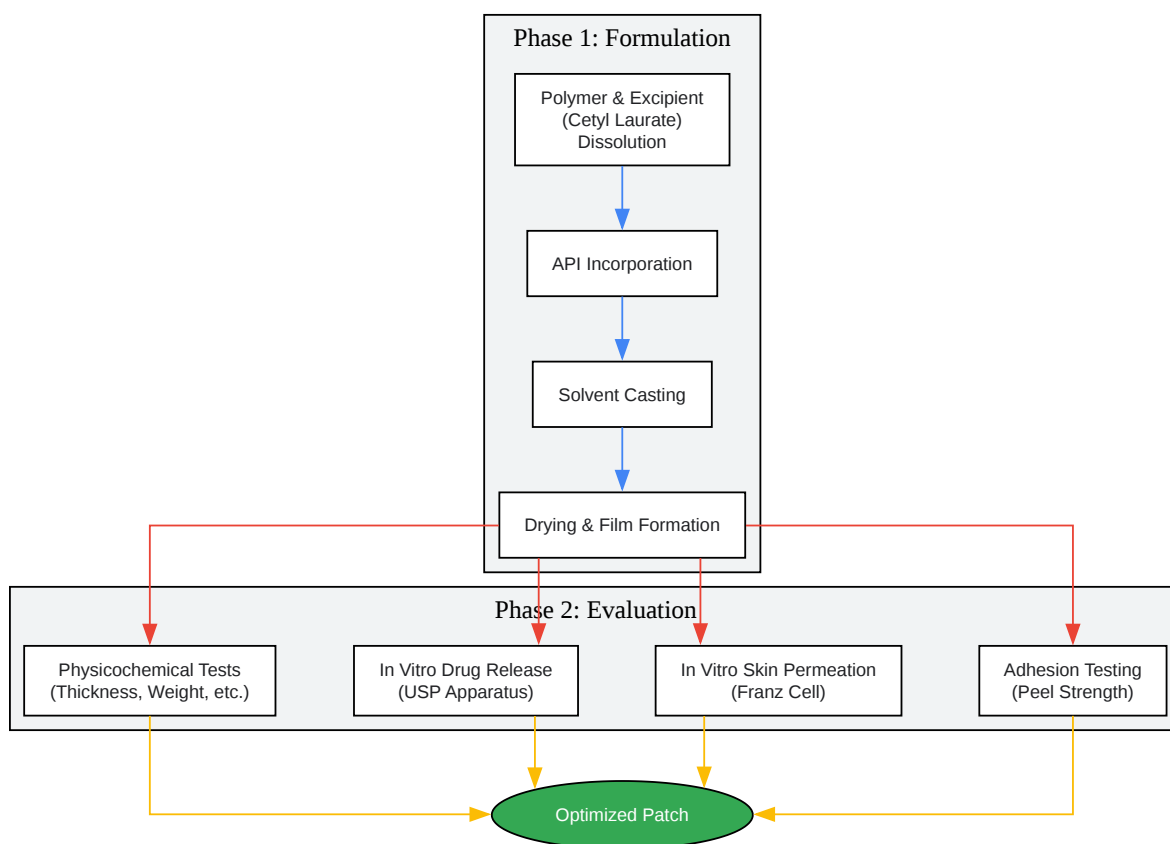 Phase 1: Formulation
Polymer & Excipient
(Cetyl Laurate)
Dissolution
API Incorporation
Solvent Casting
Drying & Film Formation
Phase 2: Evaluation
Physicochemical Tests
(Thickness, Weight, etc.)
In Vitro Drug Release
(USP Apparatus)
In Vitro Skin Permeation
(Franz Cell)
Adhesion Testing
(Peel Strength)
Optimized Patch